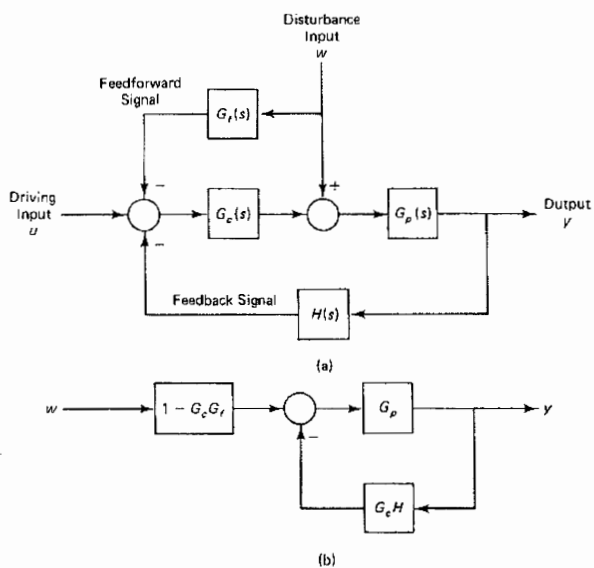 Disturbance
Input
w
Feedforward
Signal
G_f(s)
−
+
Driving
Input
u
G_c(s)
G_p(s)
Output
y
−
Feedback Signal
H(s)
(a)
w
1 − G_cG_f
G_p
y
−
G_cH
(b)